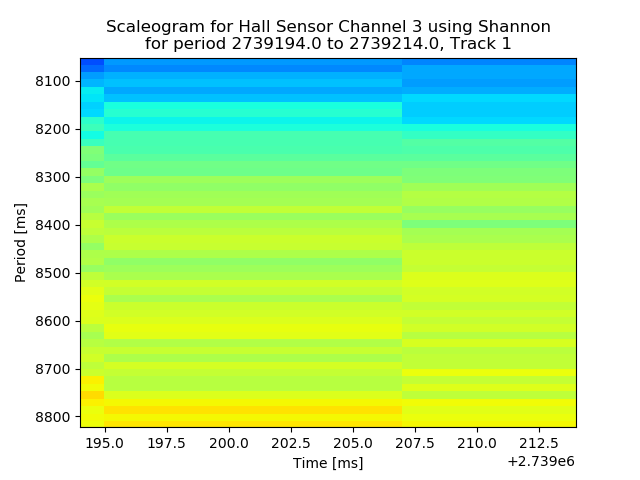 Scaleogram for Hall Sensor Channel 3 using Shannon
for period 2739194.0 to 2739214.0, Track 1
8100
8200
8300
8400
8500
8600
8700
8800
Period [ms]
195.0 197.5 200.0 202.5 205.0 207.5 210.0 212.5
Time [ms]
+2.739e6